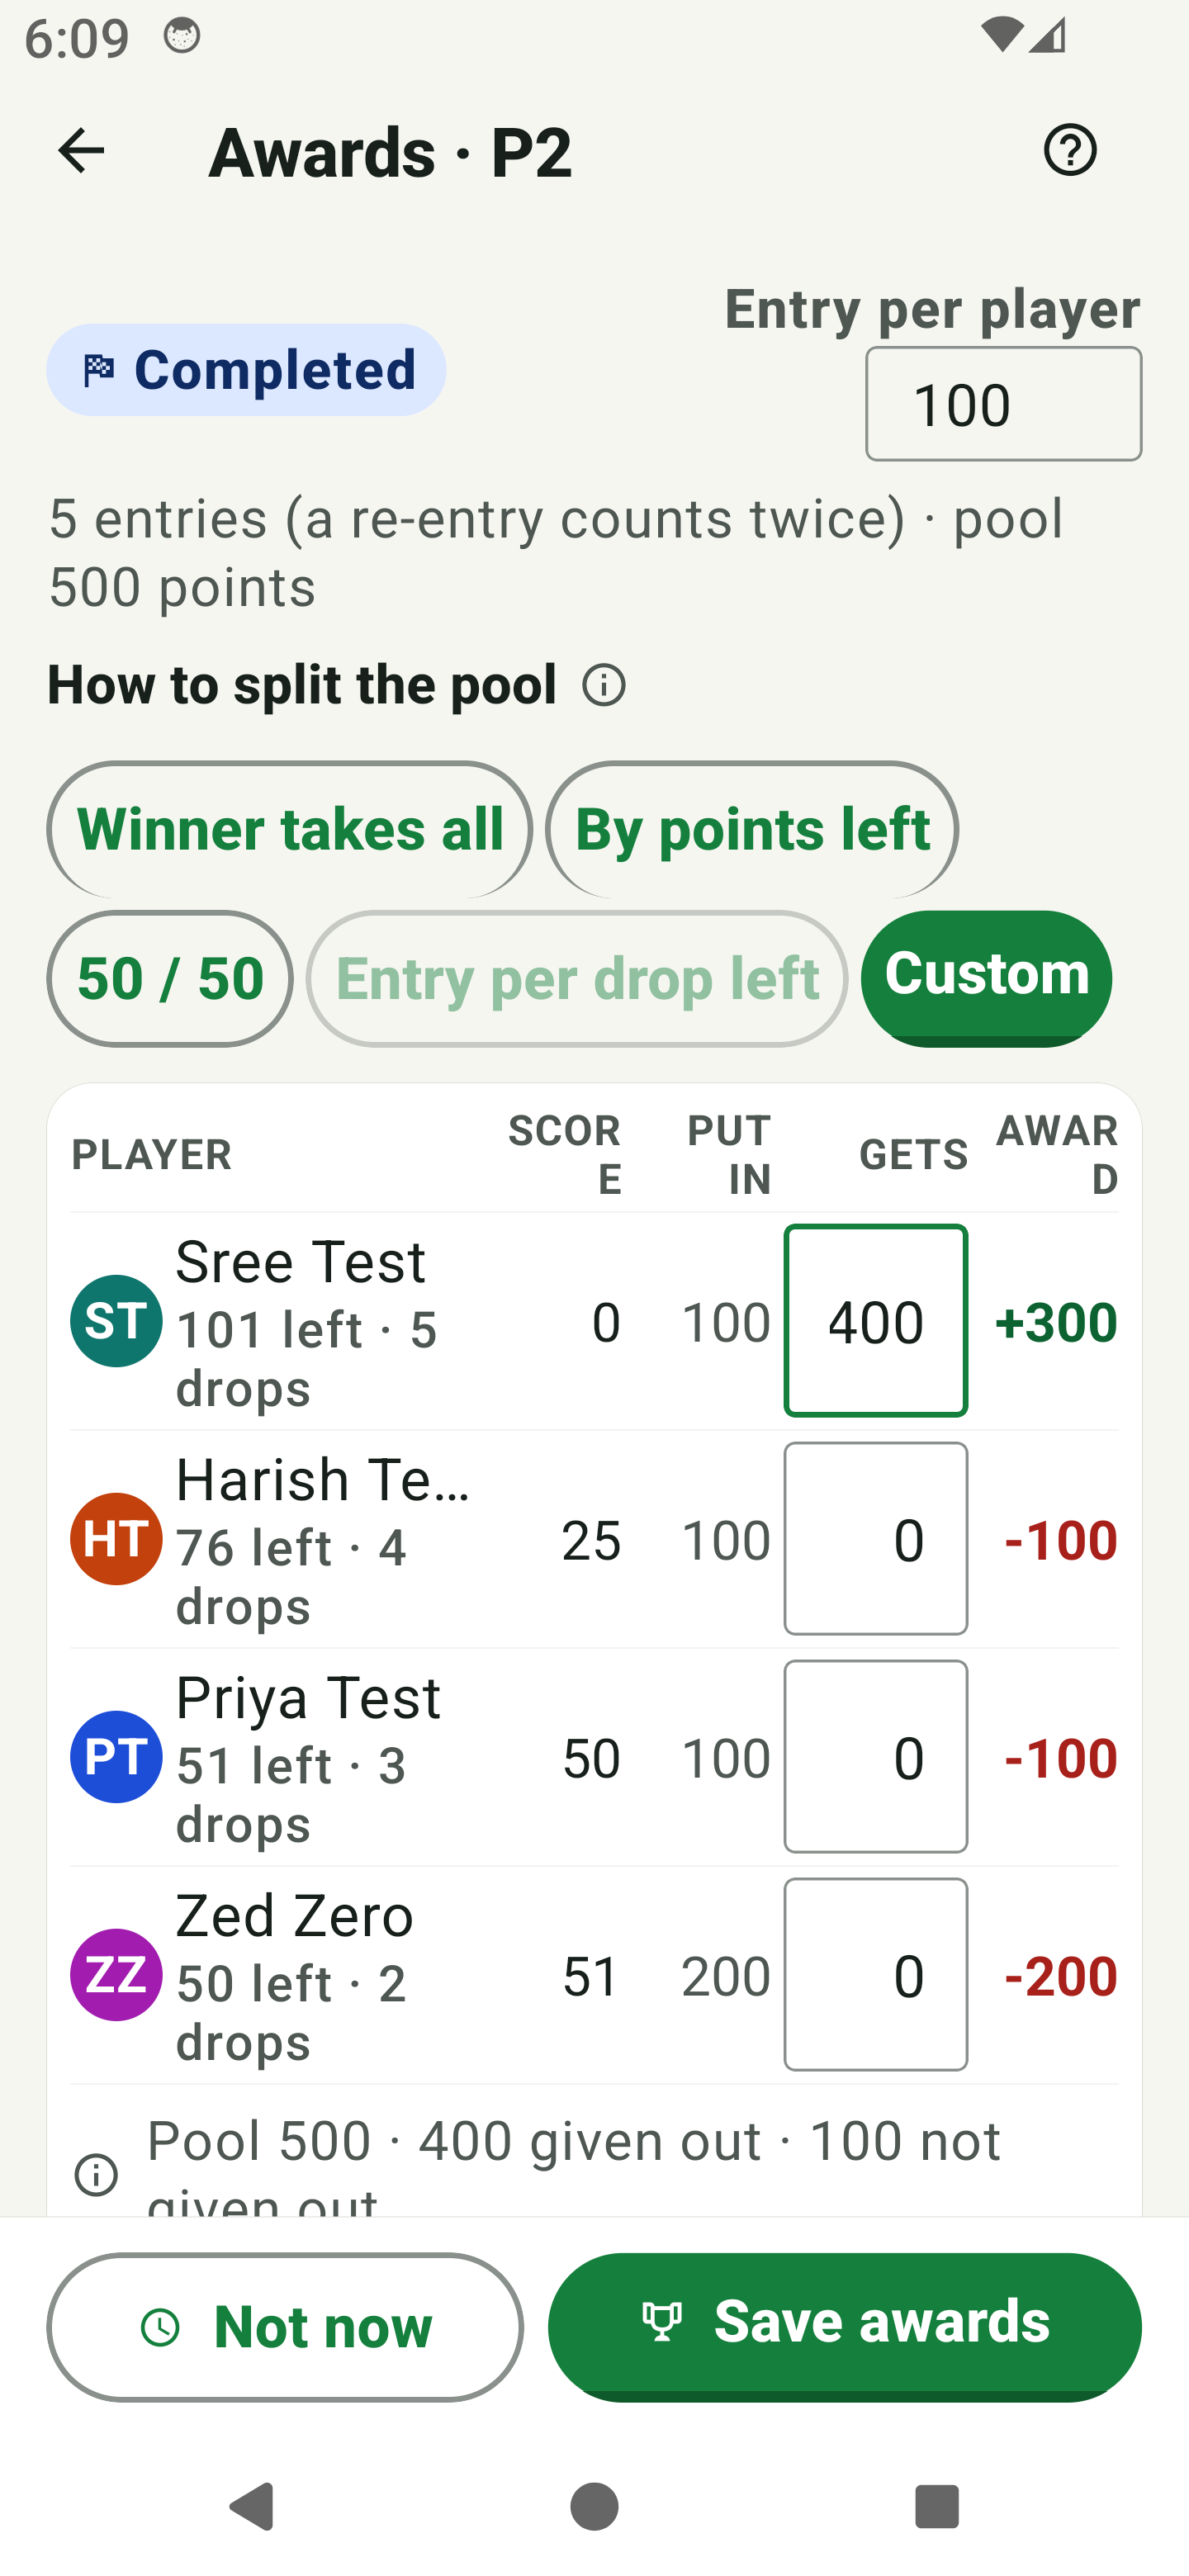 6:09
Awards · P2
Entry per player
Completed
100
5 entries (a re-entry counts twice) · pool
500 points
How to split the pool
Winner takes all
By points left
50 / 50
Entry per drop left
Custom
PLAYER
SCOR
E
PUT
IN
GETS
AWAR
D
ST
Sree Test
101 left · 5
drops
0
100
400
+300
HT
Harish Te…
76 left · 4
drops
25
100
0
-100
PT
Priya Test
51 left · 3
drops
50
100
0
-100
ZZ
Zed Zero
50 left · 2
drops
51
200
0
-200
Pool 500 · 400 given out · 100 not
given out
Not now
Save awards